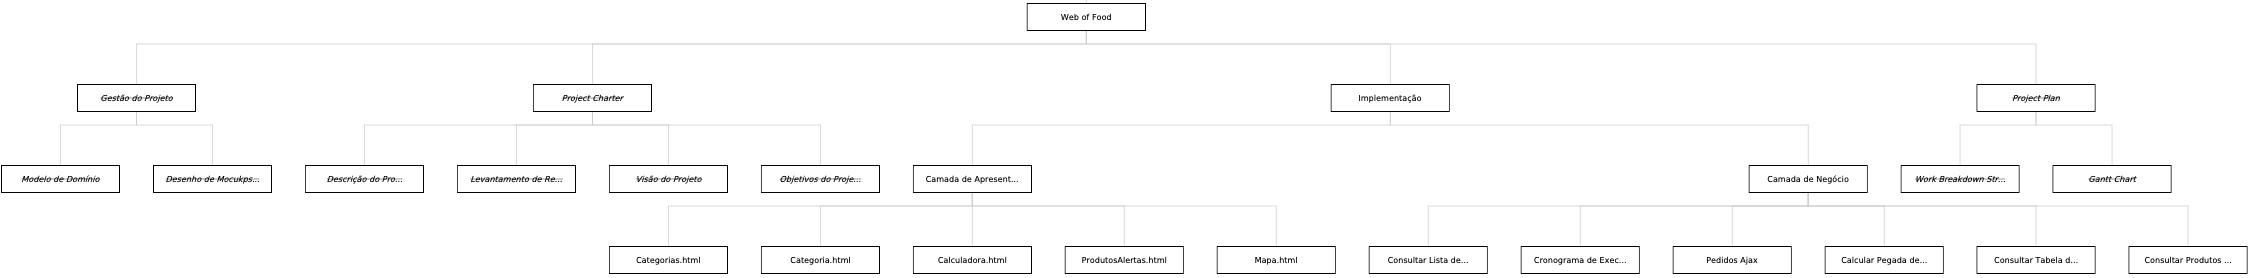 Web of Food
Gestão do Projeto
Project Charter
Implementação
Project Plan
Modelo de Domínio
Desenho de Mocukps...
Descrição do Pro...
Levantamento de Re...
Visão do Projeto
Objetivos do Proje...
Camada de Apresent...
Camada de Negócio
Work Breakdown Str...
Gantt Chart
Categorias.html
Categoria.html
Calculadora.html
ProdutosAlertas.html
Mapa.html
Consultar Lista de...
Cronograma de Exec...
Pedidos Ajax
Calcular Pegada de...
Consultar Tabela d...
Consultar Produtos ...